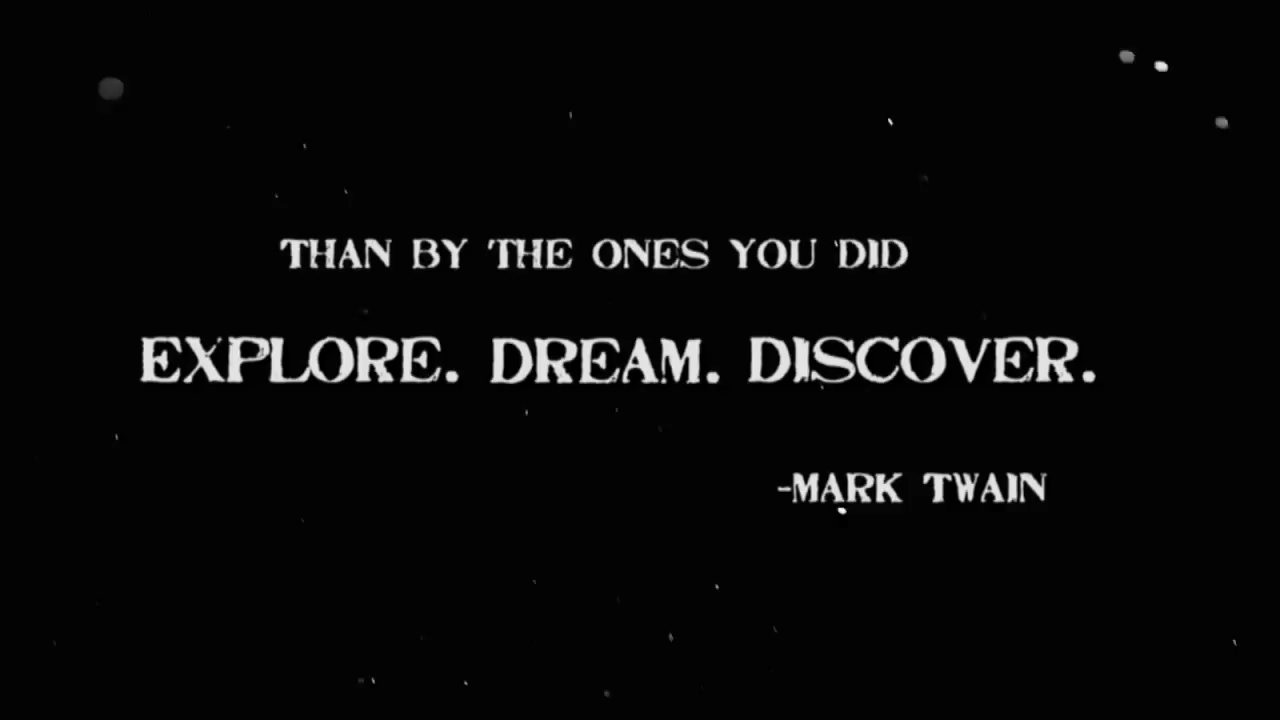 THAN BY THE ONES YOU DID
EXPLORE. DREAM. DISCOVER.
-MARK TWAIN